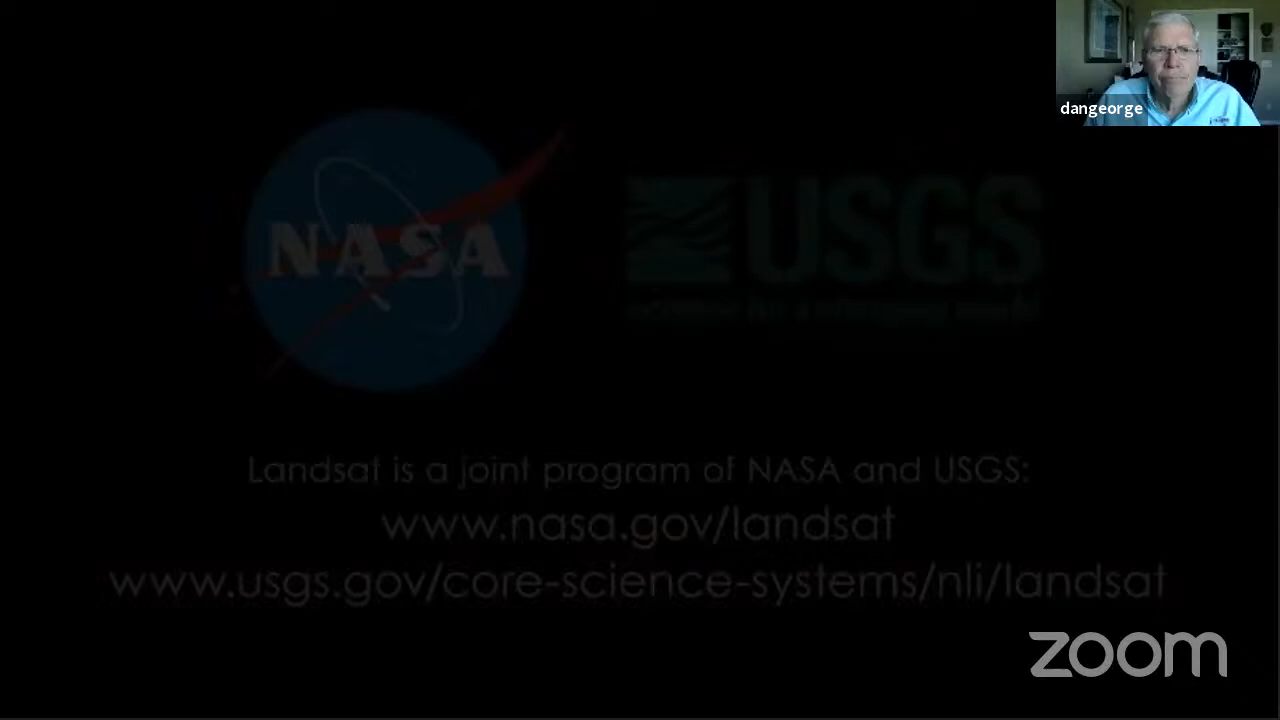 dangeorge
NASA
USGS
Landsat is a joint program of NASA and USGS:
www.nasa.gov/landsat
www.usgs.gov/core-science-systems/nli/landsat
zoom